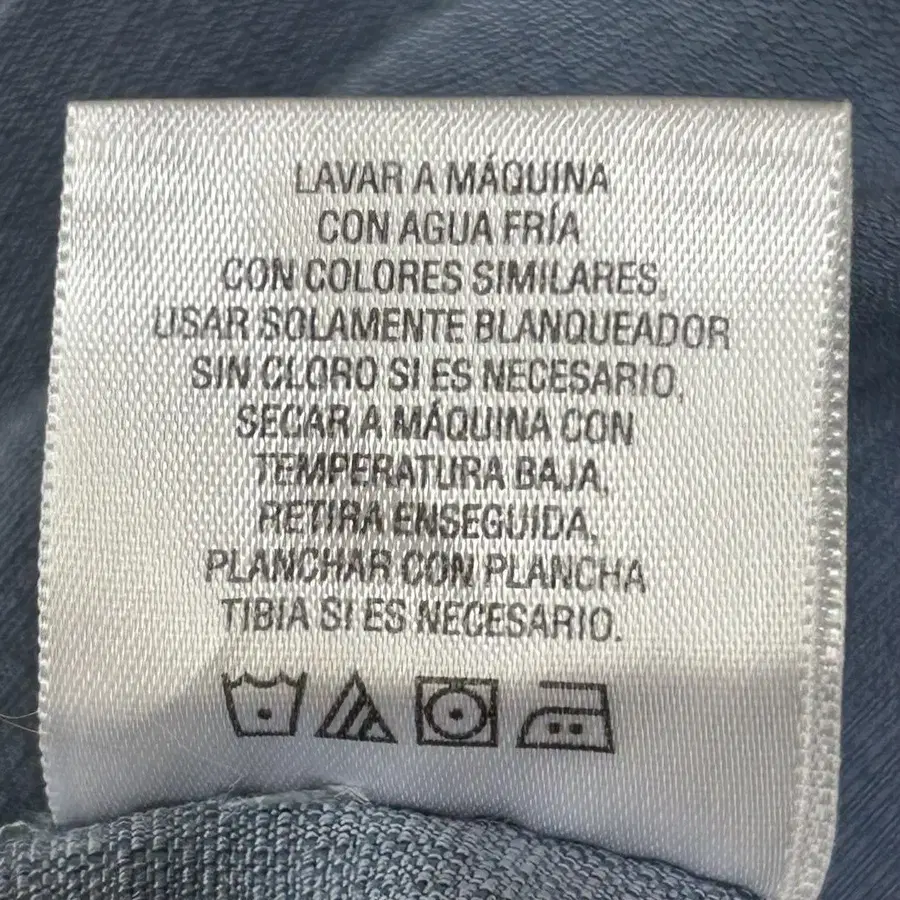 LAVAR A MÁQUINA
CON AGUA FRÍA
CON COLORES SIMILARES,
USAR SOLAMENTE BLANQUEADOR
SIN CLORO SI ES NECESARIO,
SECAR A MÁQUINA CON
TEMPERATURA BAJA,
RETIRA ENSEGUIDA,
PLANCHAR CON PLANCHA
TIBIA SI ES NECESARIO.